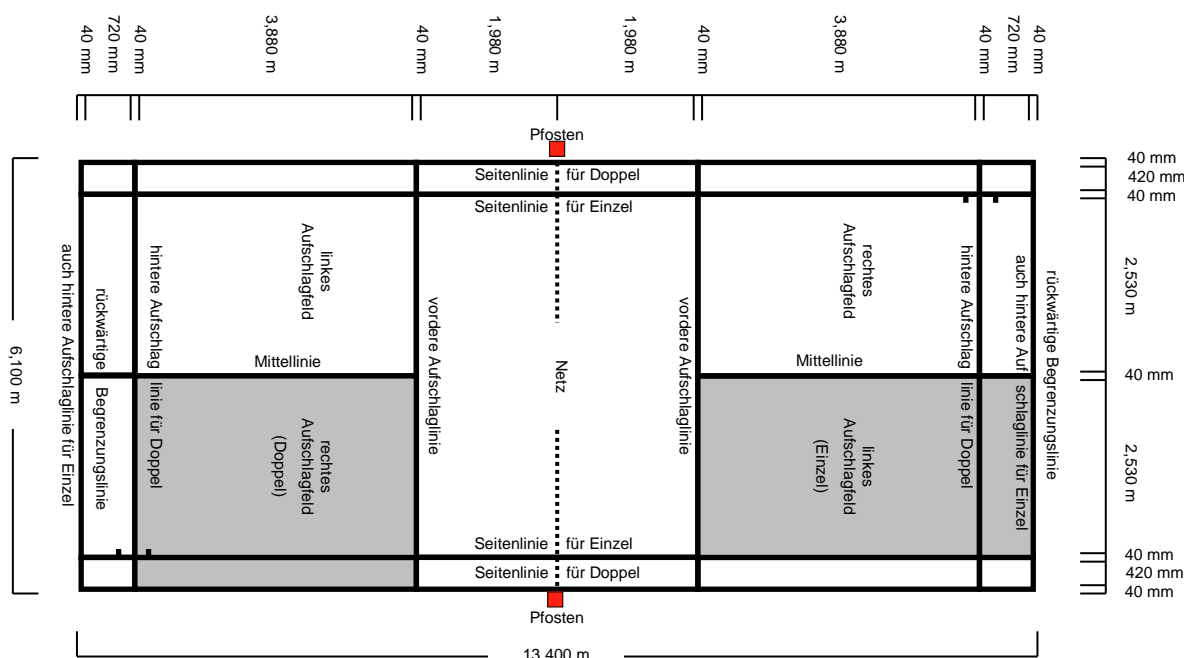 40 mm
720 mm
40 mm
3,880 m
40 mm
1,980 m
1,980 m
40 mm
3,880 m
40 mm
720 mm
40 mm
Pfosten
Seitenlinie für Doppel
Seitenlinie für Einzel
40 mm
420 mm
40 mm
2,530 m
40 mm
2,530 m
40 mm
420 mm
40 mm
6,100 m
auch hintere Aufschlaglinie für Einzel
rückwärtige Begrenzungslinie
hintere Aufschlag linie für Doppel
linkes
Aufschlagfeld
Mittellinie
rechtes
Aufschlagfeld
(Doppel)
vordere Aufschlaglinie
Netz
vordere Aufschlaglinie
rechtes
Aufschlagfeld
Mittellinie
linkes
Aufschlagfeld
(Einzel)
hintere Aufschlag linie für Doppel
auch hintere Auf schlaglinie für Einzel
rückwärtige Begrenzungslinie
Seitenlinie für Einzel
Seitenlinie für Doppel
Pfosten
13,400 m